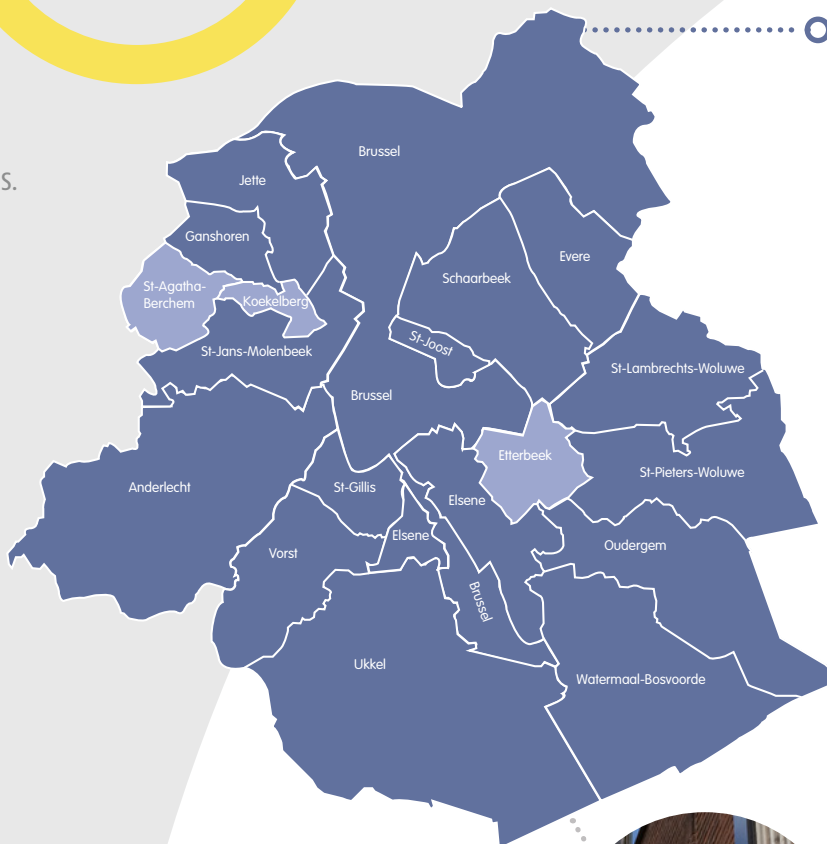 s.
Brussel
Jette
Ganshoren
Evere
Schaarbeek
St-Agatha-
Berchem
Koekelberg
St-Joost
St-Jans-Molenbeek
St-Lambrechts-Woluwe
Brussel
Etterbeek
St-Pieters-Woluwe
Anderlecht
St-Gillis
Elsene
Elsene
Oudergem
Vorst
Brussel
Ukkel
Watermaal-Bosvoorde